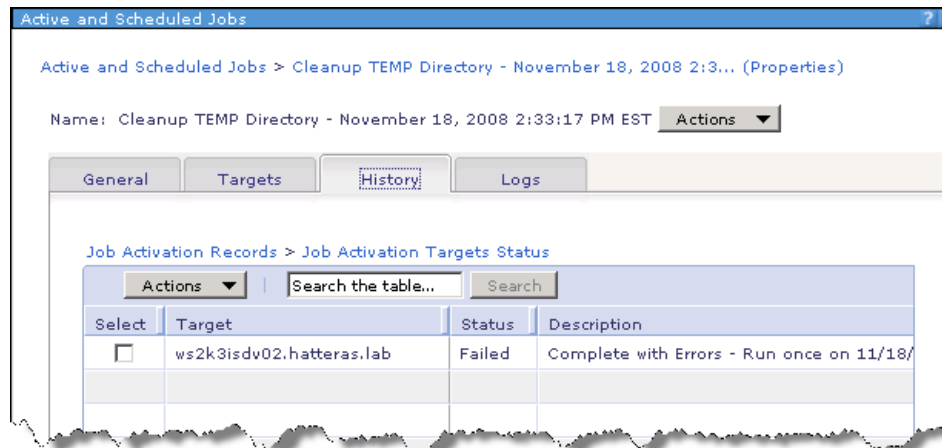 Active and Scheduled Jobs ?
Active and Scheduled Jobs > Cleanup TEMP Directory - November 18, 2008 2:3... (Properties)
Name: Cleanup TEMP Directory - November 18, 2008 2:33:17 PM EST Actions
General Targets History Logs
Job Activation Records > Job Activation Targets Status
Actions Search the table... Search
Select Target Status Description
ws2k3isdv02.hatteras.lab Failed Complete with Errors - Run once on 11/18/